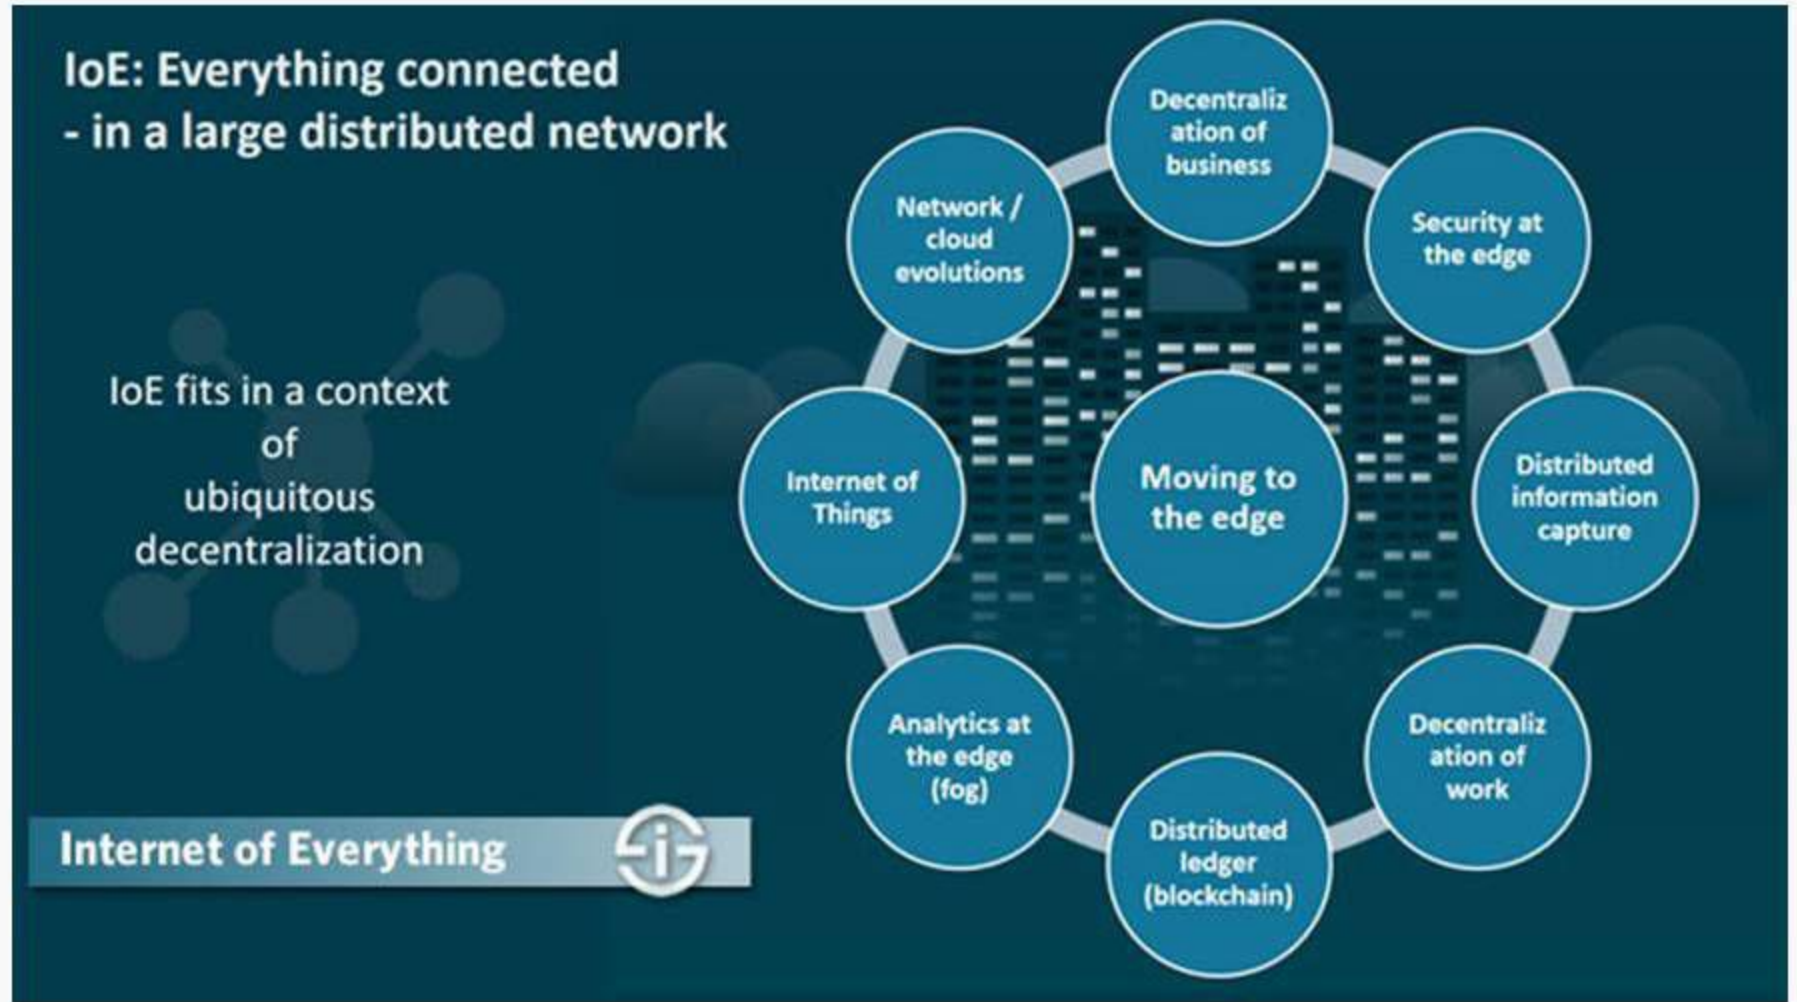 IoE: Everything connected
- in a large distributed network
IoE fits in a context
of
ubiquitous
decentralization
Internet of Everything
Decentraliz
ation of
business
Security at
the edge
Distributed
information
capture
Decentraliz
ation of
work
Distributed
ledger
(blockchain)
Analytics at
the edge
(fog)
Internet of
Things
Network /
cloud
evolutions
Moving to
the edge